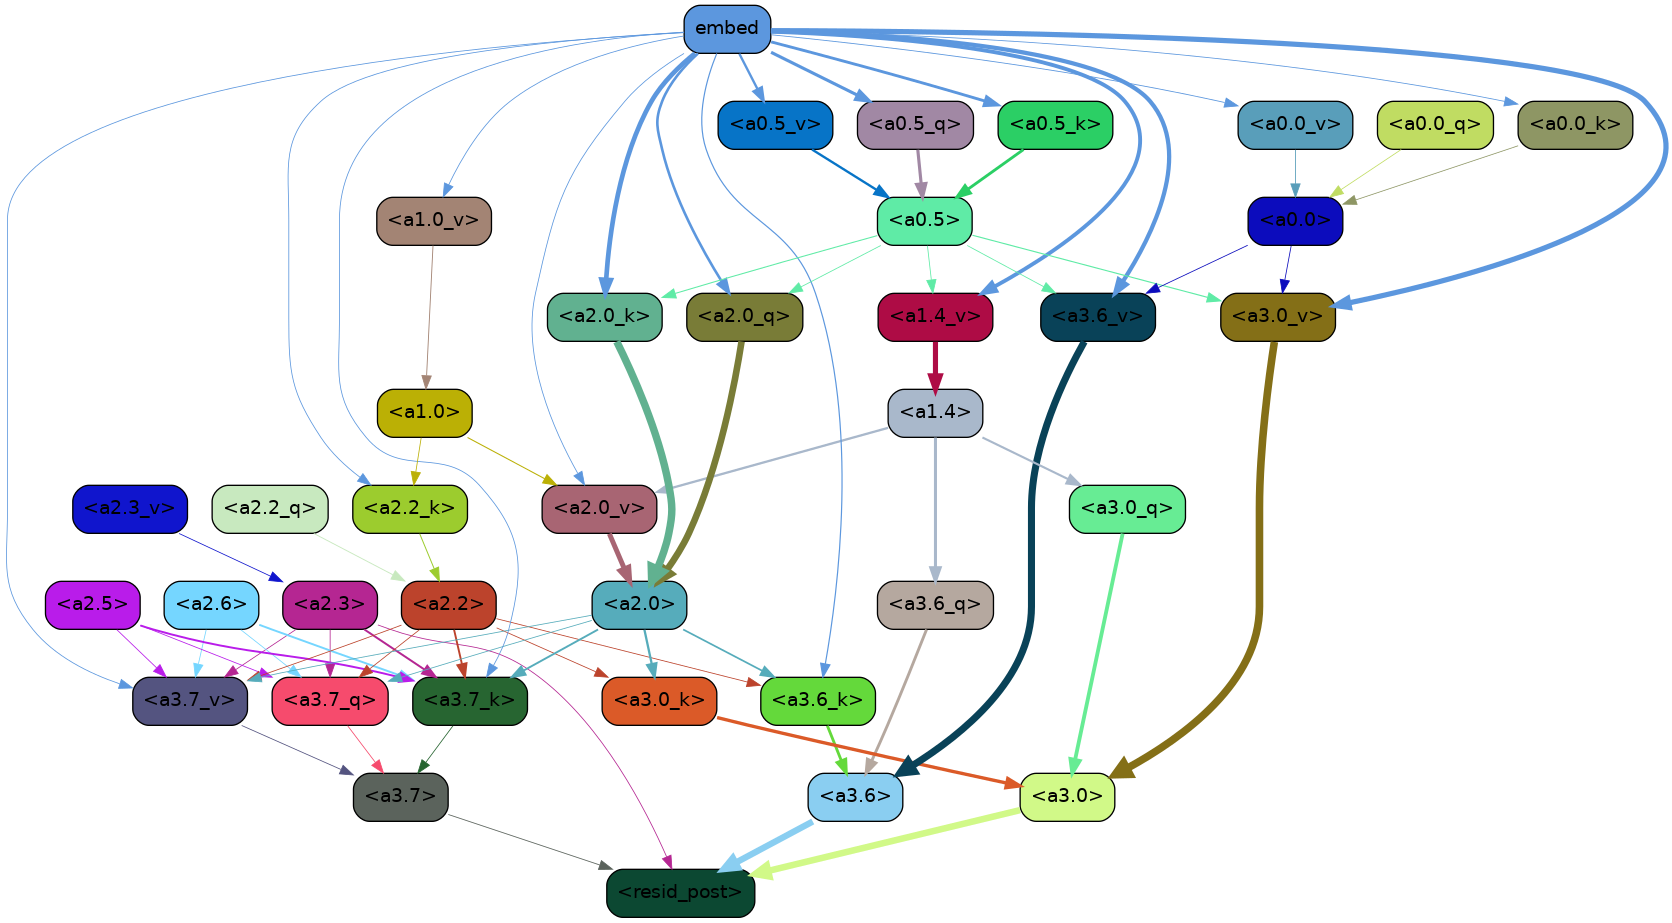 embed
<a0.5_v>
<a0.5_q>
<a0.5_k>
<a0.0_v>
<a0.0_q>
<a0.0_k>
<a1.0_v>
<a0.5>
<a0.0>
<a2.0_k>
<a2.0_q>
<a1.4_v>
<a3.6_v>
<a3.0_v>
<a1.0>
<a1.4>
<a2.3_v>
<a2.2_q>
<a2.2_k>
<a2.0_v>
<a3.0_q>
<a2.5>
<a2.6>
<a2.3>
<a2.2>
<a2.0>
<a3.6_q>
<a3.7_v>
<a3.7_q>
<a3.7_k>
<a3.0_k>
<a3.6_k>
<a3.7>
<a3.6>
<a3.0>
<resid_post>